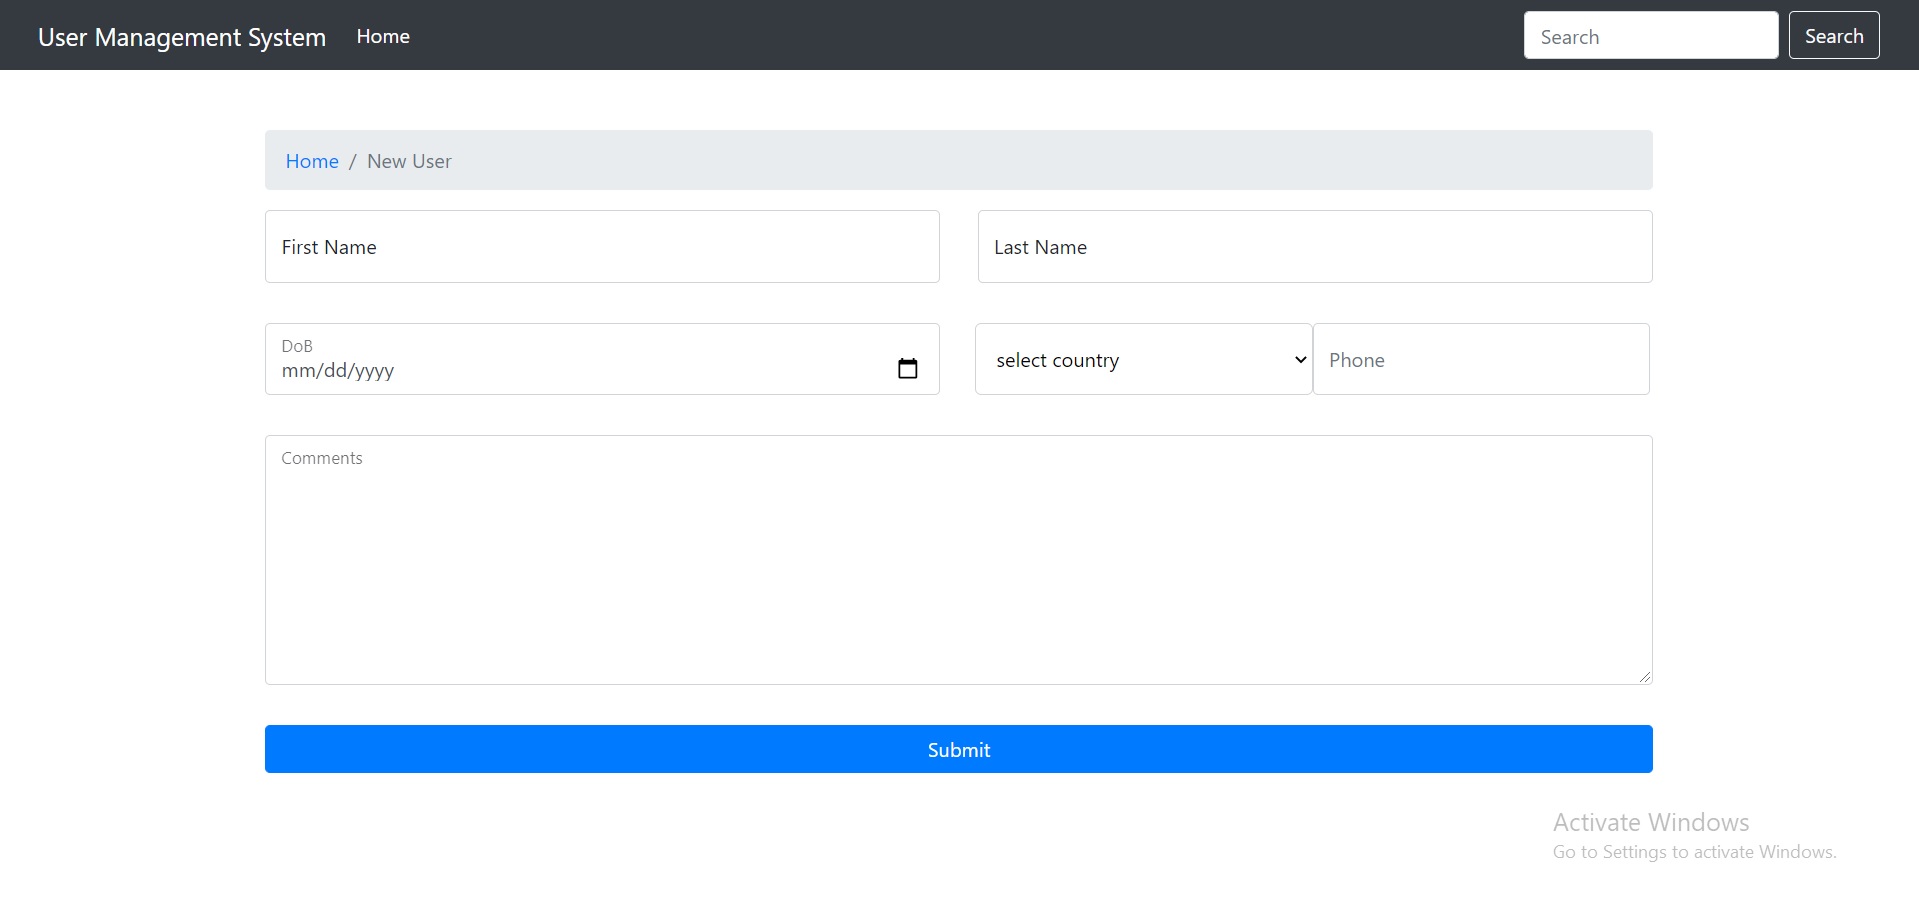 User Management System Home Search Search
Home / New User
First Name Last Name
DoB
mm/dd/yyyy select country Phone
Comments
Submit
Activate Windows
Go to Settings to activate Windows.